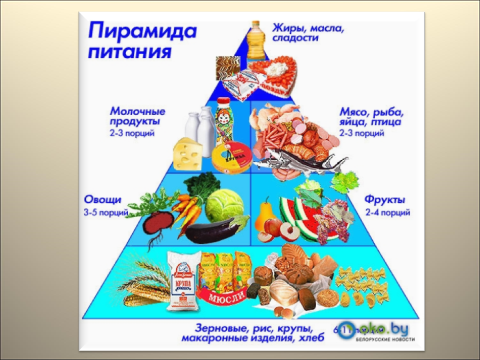 Пирамида
питания
Жиры, масла,
сладости
Молочные
продукты
2-3 порций
Мясо, рыба,
яйца, птица
2-3 порций
Овощи
3-5 порций
Фрукты
2-4 порций
КРУПА
МЮСЛИ
Зерновые, рис, крупы,
макаронные изделия, хлеб
БЕЛОРУССКИЕ НОВОСТИ